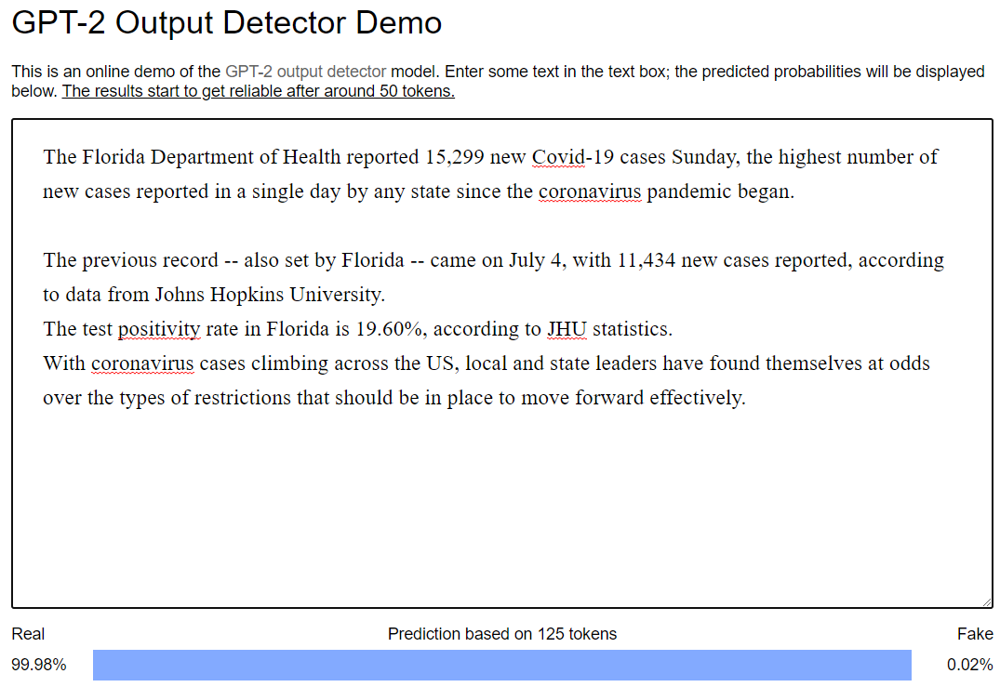 GPT-2 Output Detector Demo
This is an online demo of the GPT-2 output detector model. Enter some text in the text box; the predicted probabilities will be displayed
below. The results start to get reliable after around 50 tokens.
The Florida Department of Health reported 15,299 new Covid-19 cases Sunday, the highest number of
new cases reported in a single day by any state since the coronavirus pandemic began.
The previous record -- also set by Florida -- came on July 4, with 11,434 new cases reported, according
to data from Johns Hopkins University.
The test positivity rate in Florida is 19.60%, according to JHU statistics.
With coronavirus cases climbing across the US, local and state leaders have found themselves at odds
over the types of restrictions that should be in place to move forward effectively.
Real Prediction based on 125 tokens Fake
99.98% 0.02%